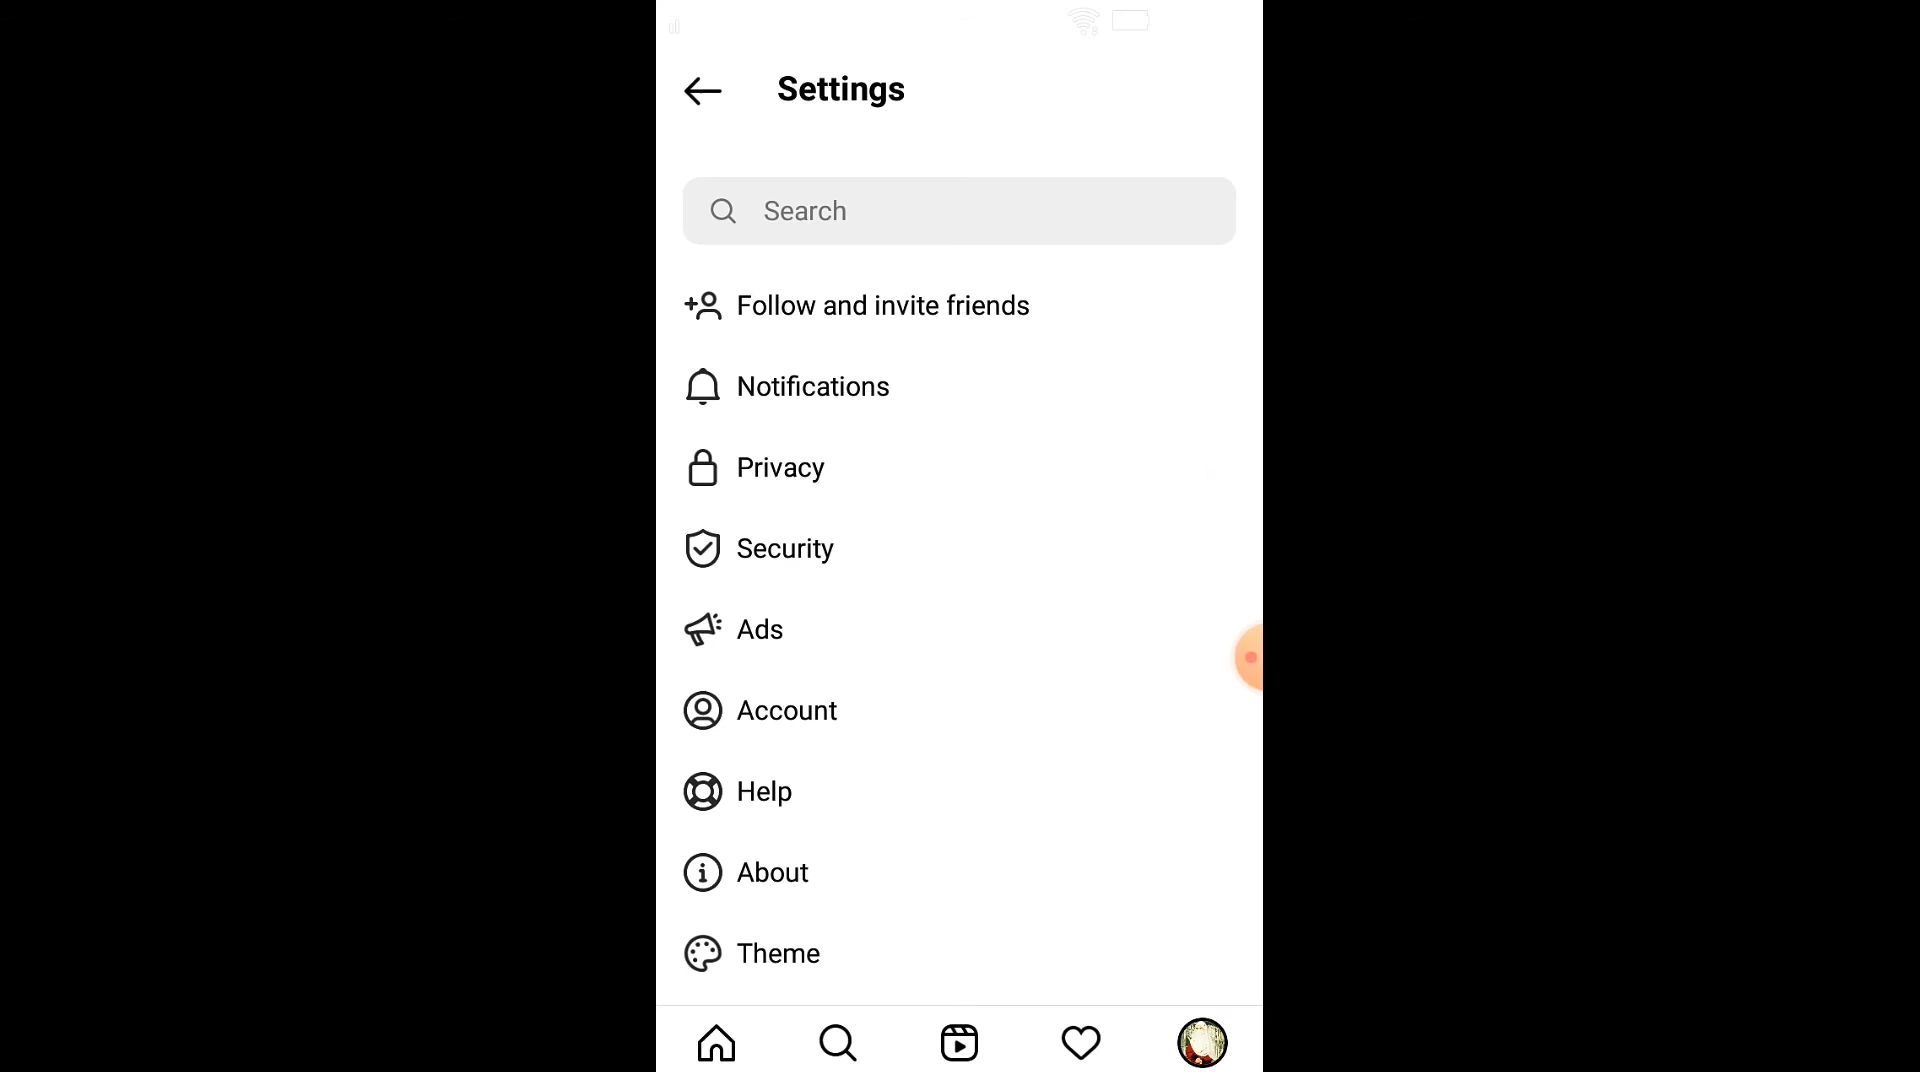 Settings
Search
Follow and invite friends
Notifications
Privacy
Security
Ads
Account
Help
About
Theme